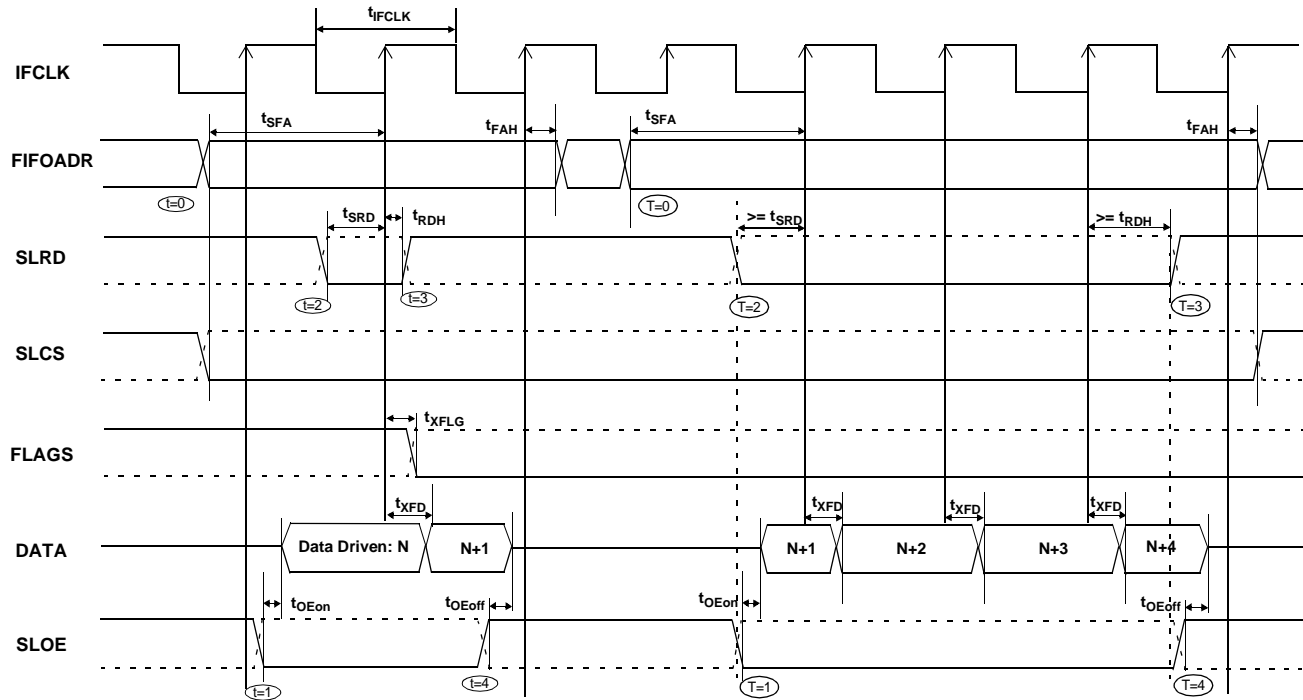 tIFCLK
IFCLK
tSFA
tFAH
tSFA
tFAH
FIFOADR
t=0
T=0
tSRD
tRDH
>= tSRD
>= tRDH
SLRD
t=2
t=3
T=2
T=3
SLCS
tXFLG
FLAGS
tXFD
tXFD
tXFD
tXFD
DATA
Data Driven: N
N+1
N+1
N+2
N+3
N+4
tOEon
tOEoff
tOEon
tOEoff
SLOE
t=1
t=4
T=1
T=4